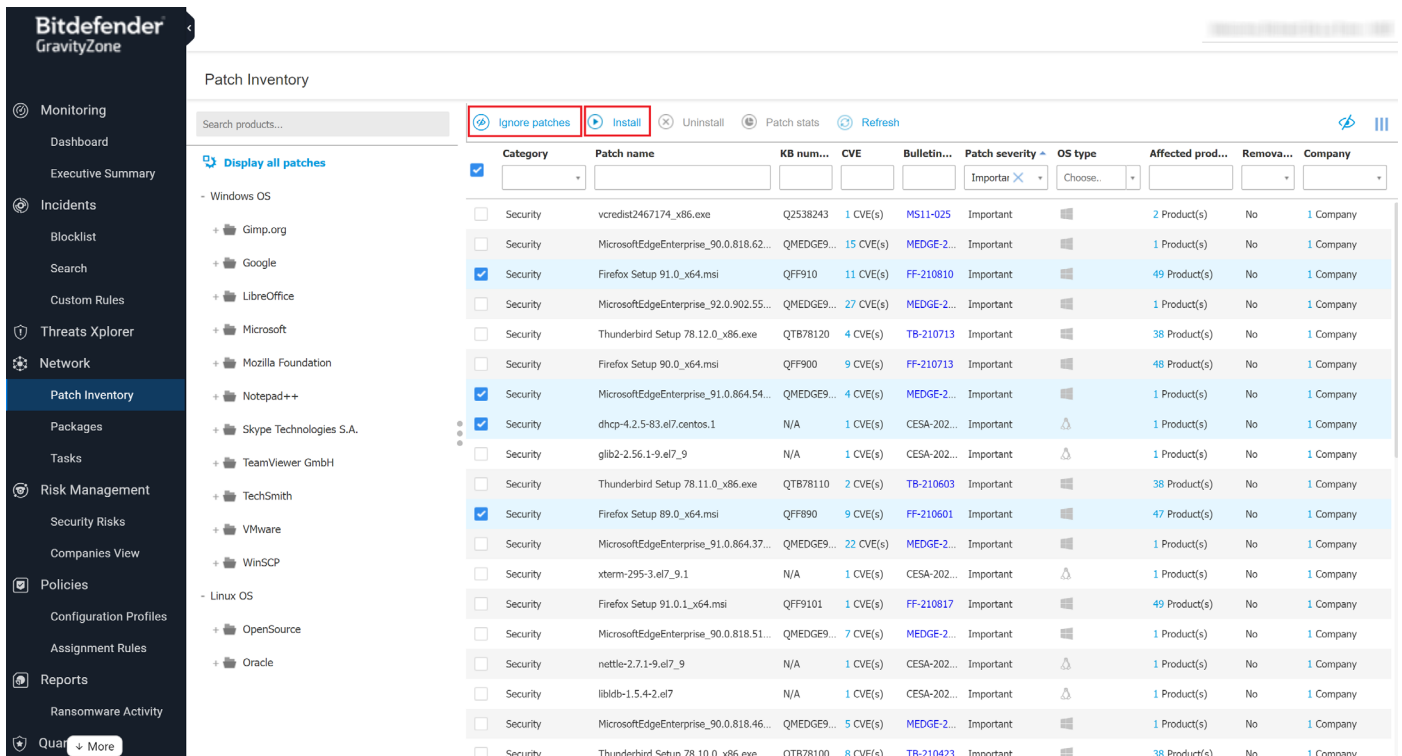 Bitdefender
GravityZone
Monitoring
Dashboard
Executive Summary
Incidents
Blocklist
Search
Custom Rules
Threats Xplorer
Network
Patch Inventory
Packages
Tasks
Risk Management
Security Risks
Companies View
Policies
Configuration Profiles
Assignment Rules
Reports
Ransomware Activity
Quar
↓ More
Patch Inventory
Search products...
Display all patches
- Windows OS
+ Gimp.org
+ Google
+ LibreOffice
+ Microsoft
+ Mozilla Foundation
+ Notepad++
+ Skype Technologies S.A.
+ TeamViewer GmbH
+ TechSmith
+ VMware
+ WinSCP
- Linux OS
+ OpenSource
+ Oracle
Ignore patches Install Uninstall Patch stats Refresh
Category Patch name KB num... CVE Bulletin... Patch severity OS type Affected prod... Remova... Company
Importar Choose..
Security vcredist2467174_x86.exe Q2538243 1 CVE(s) MS11-025 Important 2 Product(s) No 1 Company
Security MicrosoftEdgeEnterprise_90.0.818.62... QMEDGE9... 15 CVE(s) MEDGE-2... Important 1 Product(s) No 1 Company
Security Firefox Setup 91.0_x64.msi QFF910 11 CVE(s) FF-210810 Important 49 Product(s) No 1 Company
Security MicrosoftEdgeEnterprise_92.0.902.55... QMEDGE9... 27 CVE(s) MEDGE-2... Important 1 Product(s) No 1 Company
Security Thunderbird Setup 78.12.0_x86.exe QTB78120 4 CVE(s) TB-210713 Important 38 Product(s) No 1 Company
Security Firefox Setup 90.0_x64.msi QFF900 9 CVE(s) FF-210713 Important 48 Product(s) No 1 Company
Security MicrosoftEdgeEnterprise_91.0.864.54... QMEDGE9... 4 CVE(s) MEDGE-2... Important 1 Product(s) No 1 Company
Security dhcp-4.2.5-83.el7.centos.1 N/A 1 CVE(s) CESA-202... Important 1 Product(s) No 1 Company
Security glib2-2.56.1-9.el7_9 N/A 1 CVE(s) CESA-202... Important 1 Product(s) No 1 Company
Security Thunderbird Setup 78.11.0_x86.exe QTB78110 2 CVE(s) TB-210603 Important 38 Product(s) No 1 Company
Security Firefox Setup 89.0_x64.msi QFF890 9 CVE(s) FF-210601 Important 47 Product(s) No 1 Company
Security MicrosoftEdgeEnterprise_91.0.864.37... QMEDGE9... 22 CVE(s) MEDGE-2... Important 1 Product(s) No 1 Company
Security xterm-295-3.el7_9.1 N/A 1 CVE(s) CESA-202... Important 1 Product(s) No 1 Company
Security Firefox Setup 91.0.1_x64.msi QFF9101 1 CVE(s) FF-210817 Important 49 Product(s) No 1 Company
Security MicrosoftEdgeEnterprise_90.0.818.51... QMEDGE9... 7 CVE(s) MEDGE-2... Important 1 Product(s) No 1 Company
Security nettle-2.7.1-9.el7_9 N/A 1 CVE(s) CESA-202... Important 1 Product(s) No 1 Company
Security libldb-1.5.4-2.el7 N/A 1 CVE(s) CESA-202... Important 1 Product(s) No 1 Company
Security MicrosoftEdgeEnterprise_90.0.818.46... QMEDGE9... 5 CVE(s) MEDGE-2... Important 1 Product(s) No 1 Company
Security Thunderbird Setup 78.10.0_x86.exe QTB78100 8 CVE(s) TB-210423 Important 38 Product(s) No 1 Company